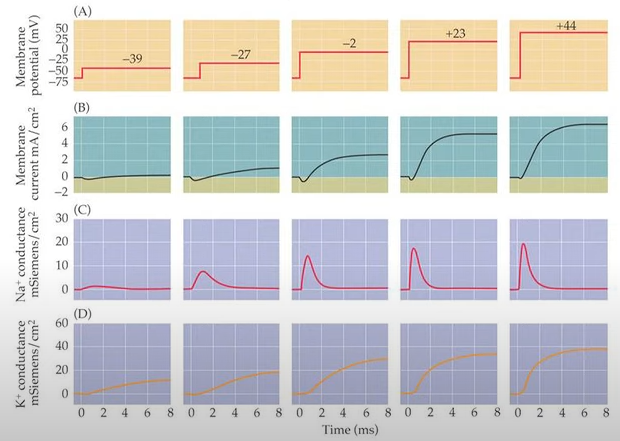 (A)
Membrane
potential (mV)
50
25
0
−25
−50
−75
−39
−27
−2
+23
+44
(B)
Membrane
current mA/cm2
6
4
2
0
−2
(C)
Na+ conductance
mSiemens/cm2
30
20
10
0
(D)
K+ conductance
mSiemens/cm2
60
40
20
0
0 2 4 6 8 0 2 4 6 8 0 2 4 6 8 0 2 4 6 8 0 2 4 6 8
Time (ms)